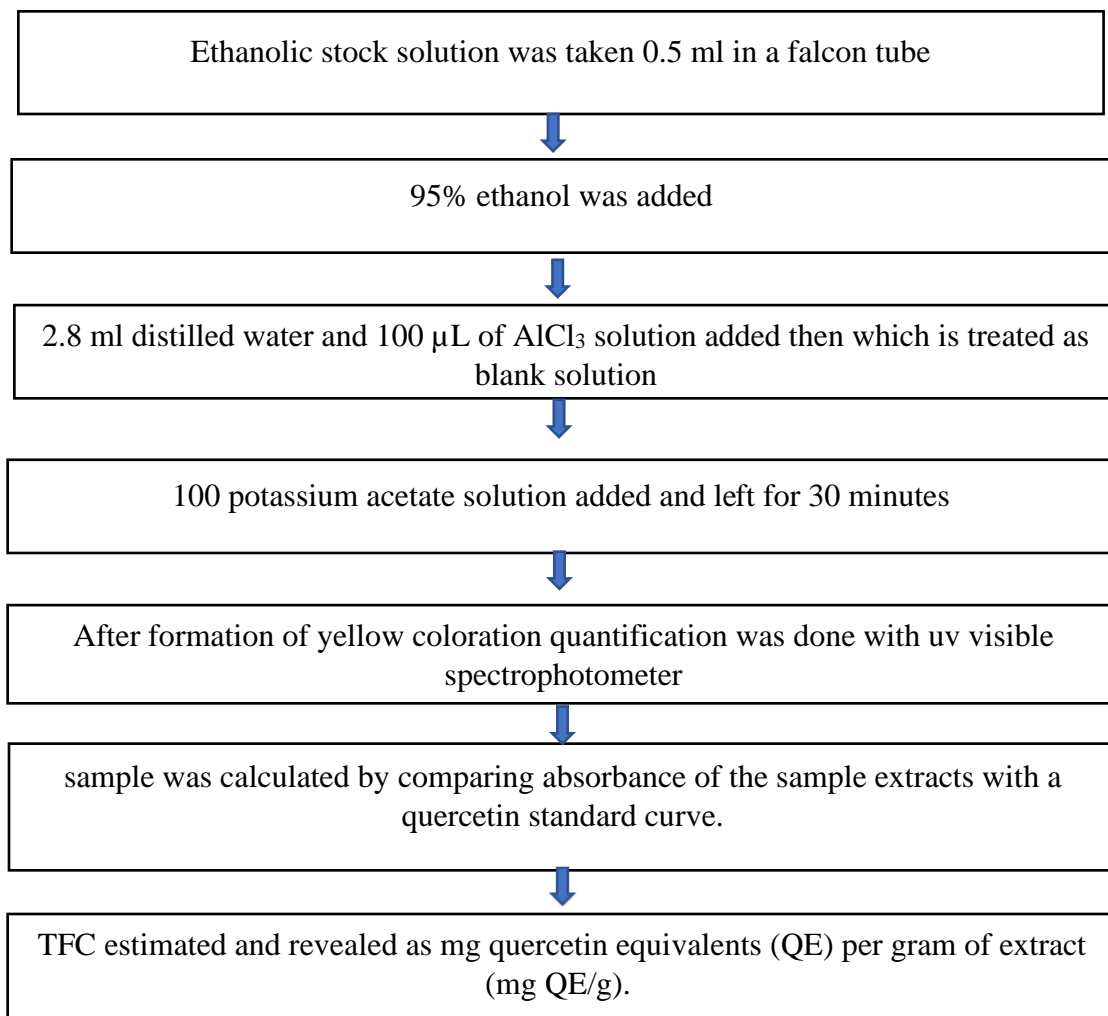 Ethanolic stock solution was taken 0.5 ml in a falcon tube
95% ethanol was added
2.8 ml distilled water and 100 µL of AlCl₃ solution added then which is treated as
blank solution
100 potassium acetate solution added and left for 30 minutes
After formation of yellow coloration quantification was done with uv visible
spectrophotometer
sample was calculated by comparing absorbance of the sample extracts with a
quercetin standard curve.
TFC estimated and revealed as mg quercetin equivalents (QE) per gram of extract
(mg QE/g).